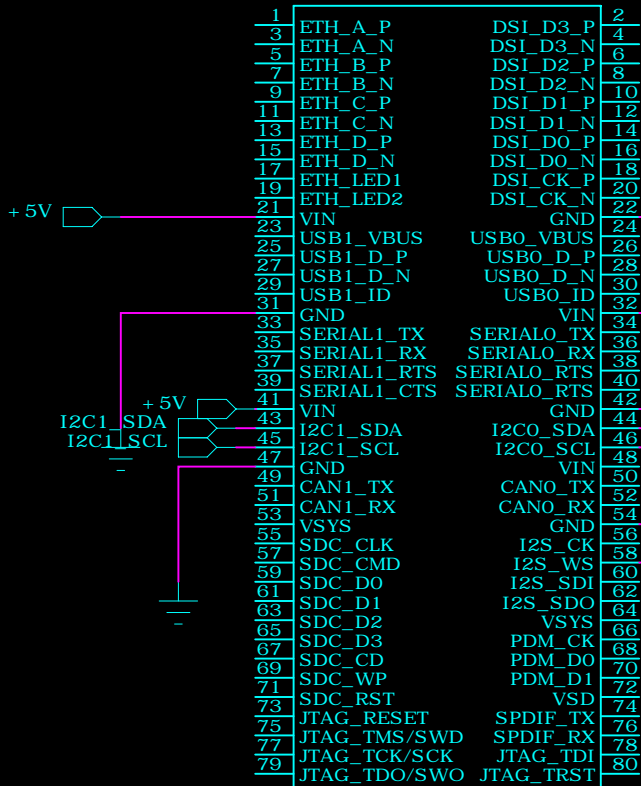 1 ETH_A_P DSI_D3_P 2
3 ETH_A_N DSI_D3_N 4
5 ETH_B_P DSI_D2_P 6
7 ETH_B_N DSI_D2_N 8
9 ETH_C_P DSI_D1_P 10
11 ETH_C_N DSI_D1_N 12
13 ETH_D_P DSI_D0_P 14
15 ETH_D_N DSI_D0_N 16
17 ETH_LED1 DSI_CK_P 18
19 ETH_LED2 DSI_CK_N 20
+5V 21 VIN GND 22
23 USB1_VBUS USB0_VBUS 24
25 USB1_D_P USB0_D_P 26
27 USB1_D_N USB0_D_N 28
29 USB1_ID USB0_ID 30
31 GND VIN 32
33 SERIAL1_TX SERIAL0_TX 34
35 SERIAL1_RX SERIAL0_RX 36
37 SERIAL1_RTS SERIAL0_RTS 38
39 SERIAL1_CTS SERIAL0_RTS 40
+5V 41 VIN GND 42
I2C1_SDA 43 I2C1_SDA I2C0_SDA 44
I2C1_SCL 45 I2C1_SCL I2C0_SCL 46
47 GND VIN 48
49 CAN1_TX CAN0_TX 50
51 CAN1_RX CAN0_RX 52
53 VSYS GND 54
55 SDC_CLK I2S_CK 56
57 SDC_CMD I2S_WS 58
59 SDC_D0 I2S_SDI 60
61 SDC_D1 I2S_SDO 62
63 SDC_D2 VSYS 64
65 SDC_D3 PDM_CK 66
67 SDC_CD PDM_D0 68
69 SDC_WP PDM_D1 70
71 SDC_RST VSD 72
73 JTAG_RESET SPDIF_TX 74
75 JTAG_TMS/SWD SPDIF_RX 76
77 JTAG_TCK/SCK JTAG_TDI 78
79 JTAG_TDO/SWO JTAG_TRST 80